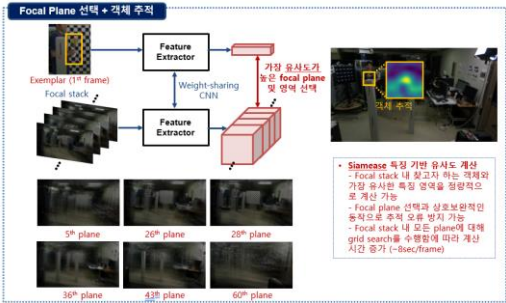 Focal Plane 선택 + 객체 추적
Exemplar (1st frame)
Feature
Extractor
Weight-sharing
CNN
Focal stack
Feature
Extractor
가장 유사도가
높은 focal plane
및 영역 선택
객체 추적
5th plane
26th plane
28th plane
36th plane
43th plane
60th plane
• Siamease 특징 기반 유사도 계산
- Focal stack 내 찾고자 하는 객체와
가장 유사한 특징 영역을 정량적으
로 계산 가능
- Focal plane 선택과 상호보완적인
동작으로 추적 오류 방지 가능
- Focal stack 내 모든 plane에 대해
grid search를 수행함에 따라 계산
시간 증가 (~8sec/frame)